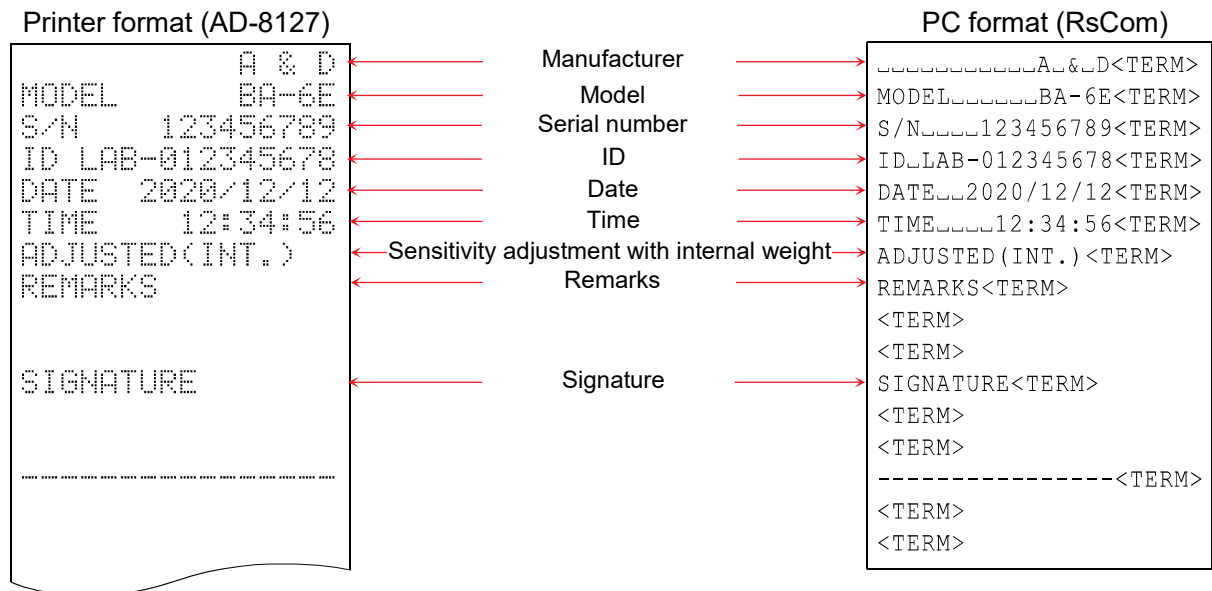 Printer format (AD-8127)
A & D
MODEL BA-6E
S/N 123456789
ID LAB-012345678
DATE 2020/12/12
TIME 12:34:56
ADJUSTED(INT.)
REMARKS
SIGNATURE
----------------
Manufacturer
Model
Serial number
ID
Date
Time
Sensitivity adjustment with internal weight
Remarks
Signature
PC format (RsCom)
␣␣␣␣␣␣␣␣␣␣␣A␣&␣D<TERM>
MODEL␣␣␣␣␣␣BA-6E<TERM>
S/N␣␣␣␣123456789<TERM>
ID␣LAB-012345678<TERM>
DATE␣␣2020/12/12<TERM>
TIME␣␣␣␣12:34:56<TERM>
ADJUSTED(INT.)<TERM>
REMARKS<TERM>
<TERM>
<TERM>
SIGNATURE<TERM>
<TERM>
<TERM>
----------------<TERM>
<TERM>
<TERM>